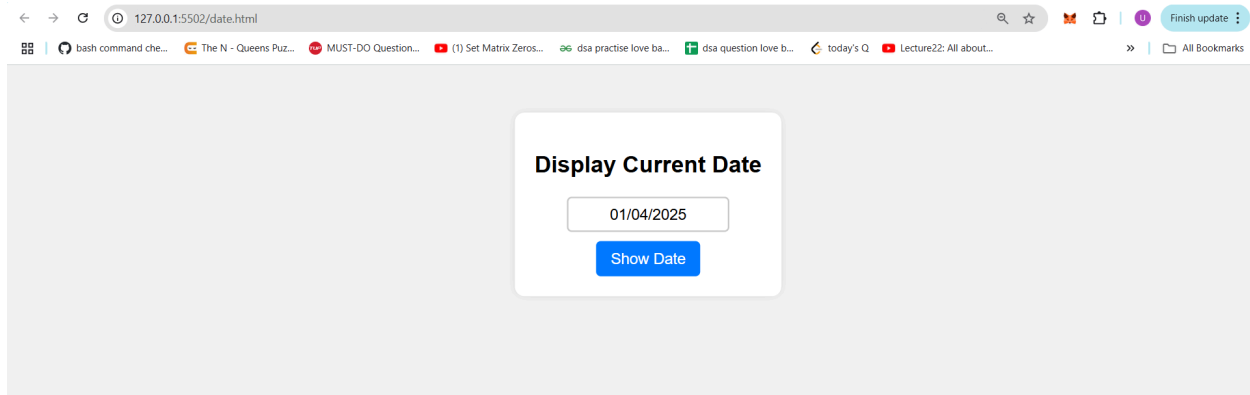 127.0.0.1:5502/date.html
U
Finish update
bash command che... The N - Queens Puz... MUST-DO Question... (1) Set Matrix Zeros... dsa practise love ba... dsa question love b... today's Q Lecture22: All about... » All Bookmarks
Display Current Date
01/04/2025
Show Date